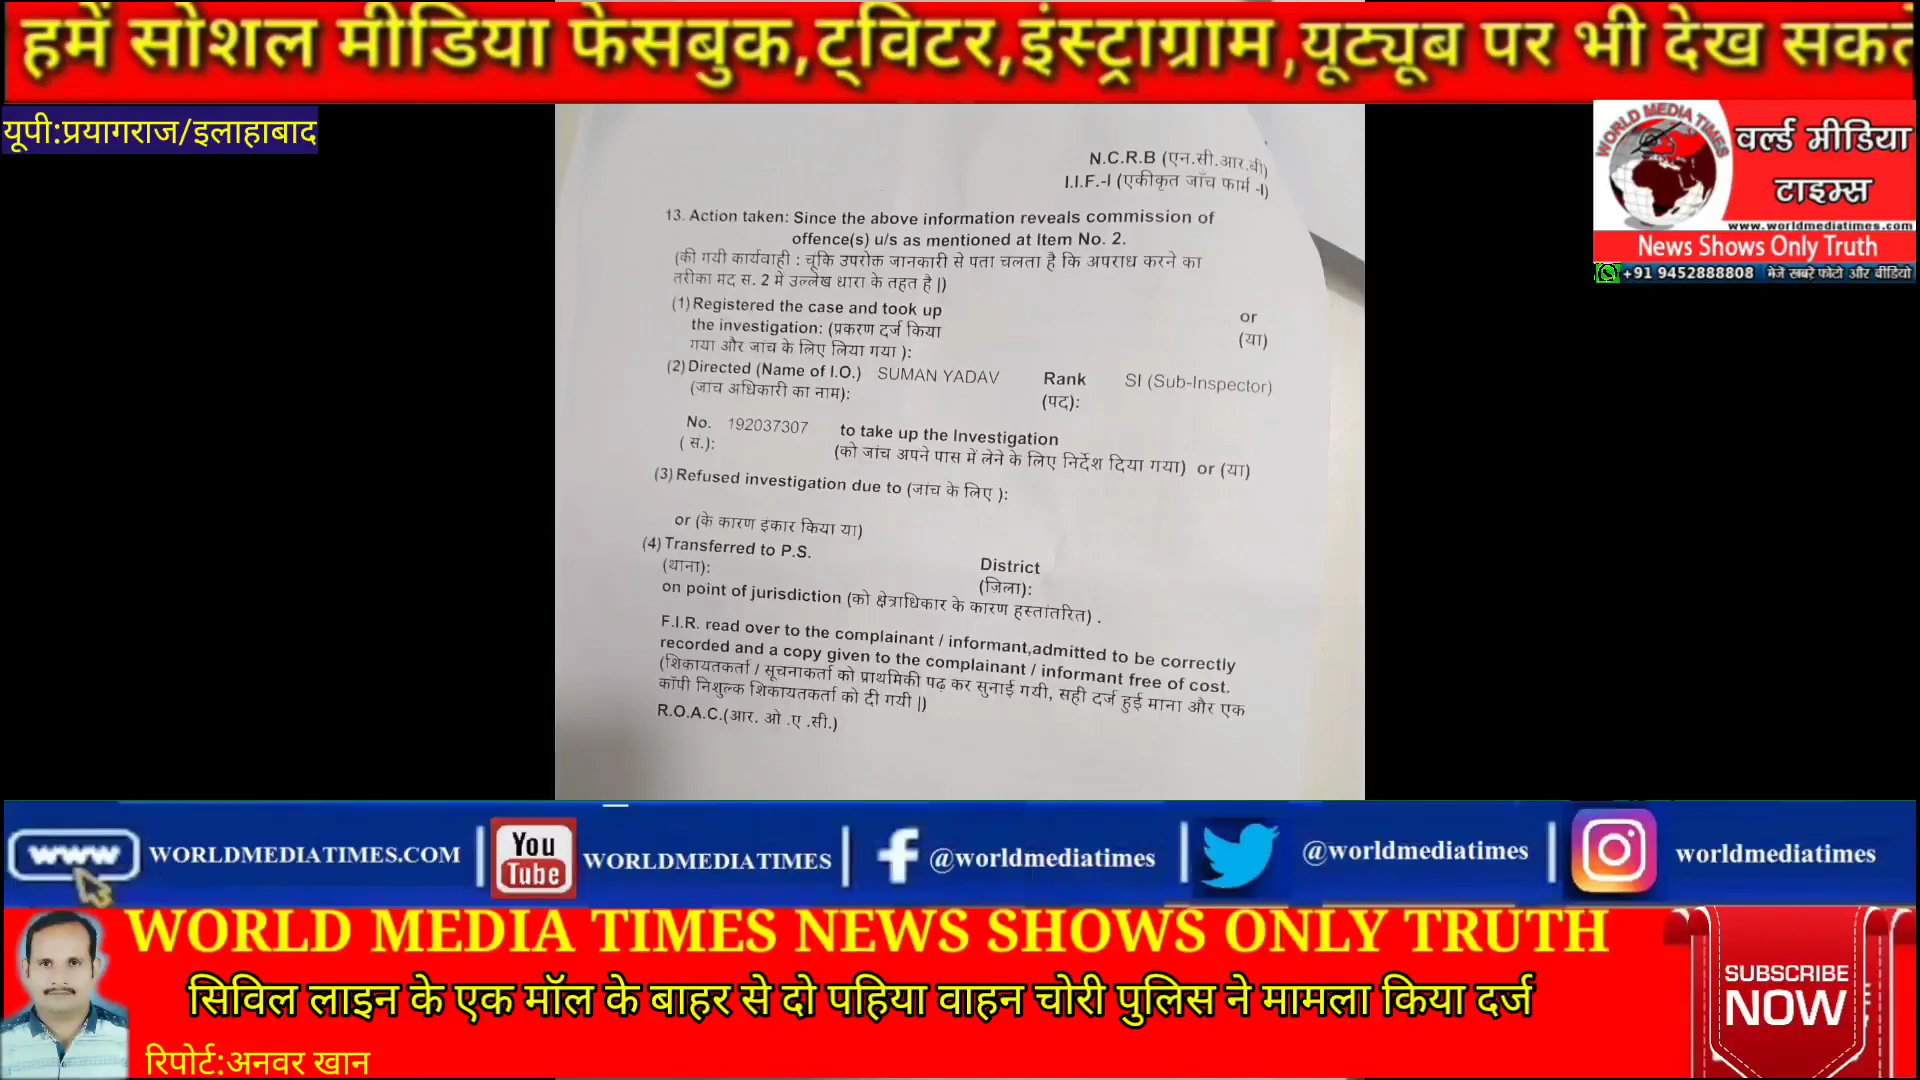 हमें सोशल मीडिया फेसबुक,ट्विटर,इंस्ट्राग्राम,यूट्यूब पर भी देख सकते
यूपी:प्रयागराज/इलाहाबाद
WORLD MEDIA TIMES
वर्ल्ड मीडिया
टाइम्स
www.worldmediatimes.com
News Shows Only Truth
+91 9452888808 भेजें खबरें फोटो और वीडियो
N.C.R.B (एन.सी.आर.बी)
I.I.F.-I (एकीकृत जाँच फार्म -I)
13. Action taken: Since the above information reveals commission of
offence(s) u/s as mentioned at Item No. 2.
(की गयी कार्यवाही : चूंकि उपरोक्त जानकारी से पता चलता है कि अपराध करने का
तरीका मद सं. 2 में उल्लेख धारा के तहत है |)
(1) Registered the case and took up
the investigation: (प्रकरण दर्ज किया
गया और जांच के लिए लिया गया ):
or
(या)
(2) Directed (Name of I.O.) SUMAN YADAV Rank SI (Sub-Inspector)
(जांच अधिकारी का नाम): (पद):
No. 192037307 to take up the Investigation
( सं.): (को जांच अपने पास में लेने के लिए निर्देश दिया गया) or (या)
(3) Refused investigation due to (जांच के लिए ):
or (के कारण इंकार किया या)
(4) Transferred to P.S. District
(थाना): (ज़िला):
on point of jurisdiction (को क्षेत्राधिकार के कारण हस्तांतरित) .
F.I.R. read over to the complainant / informant,admitted to be correctly
recorded and a copy given to the complainant / informant free of cost.
(शिकायतकर्ता / सूचनाकर्ता को प्राथमिकी पढ़ कर सुनाई गयी, सही दर्ज हुई माना और एक
कॉपी निशुल्क शिकायतकर्ता को दी गयी |)
R.O.A.C.(आर. ओ .ए .सी.)
www WORLDMEDIATIMES.COM
You Tube WORLDMEDIATIMES
f @worldmediatimes
@worldmediatimes
worldmediatimes
WORLD MEDIA TIMES NEWS SHOWS ONLY TRUTH
सिविल लाइन के एक मॉल के बाहर से दो पहिया वाहन चोरी पुलिस ने मामला किया दर्ज
रिपोर्ट:अनवर खान
SUBSCRIBE
NOW